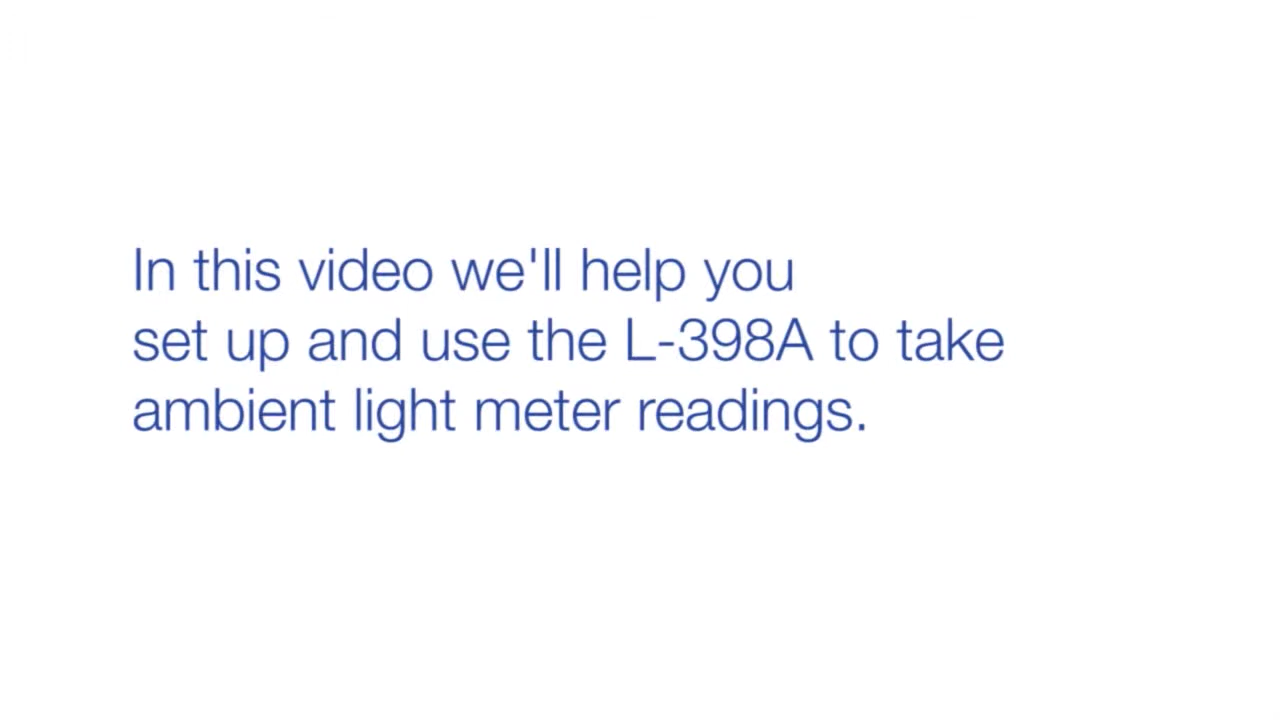 In this video we'll help you
set up and use the L-398A to take
ambient light meter readings.